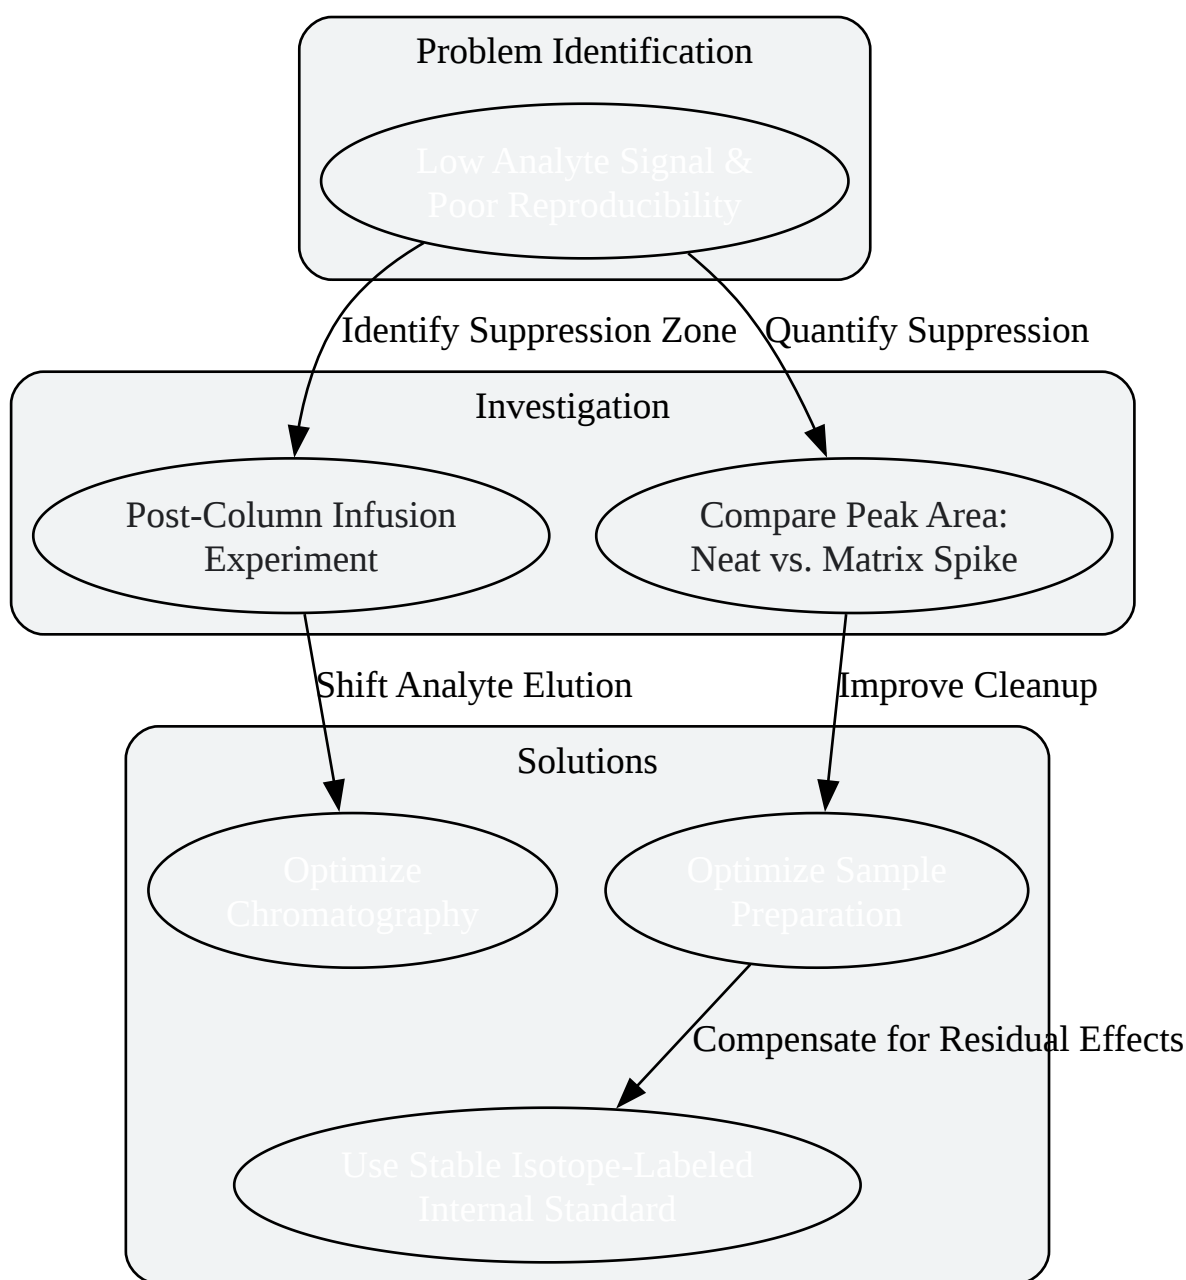 Problem Identification
Low Analyte Signal &
Poor Reproducibility
Identify Suppression Zone
Quantify Suppression
Investigation
Post-Column Infusion
Experiment
Compare Peak Area:
Neat vs. Matrix Spike
Shift Analyte Elution
Improve Cleanup
Solutions
Optimize
Chromatography
Optimize Sample
Preparation
Compensate for Residual Effects
Use Stable Isotope-Labeled
Internal Standard